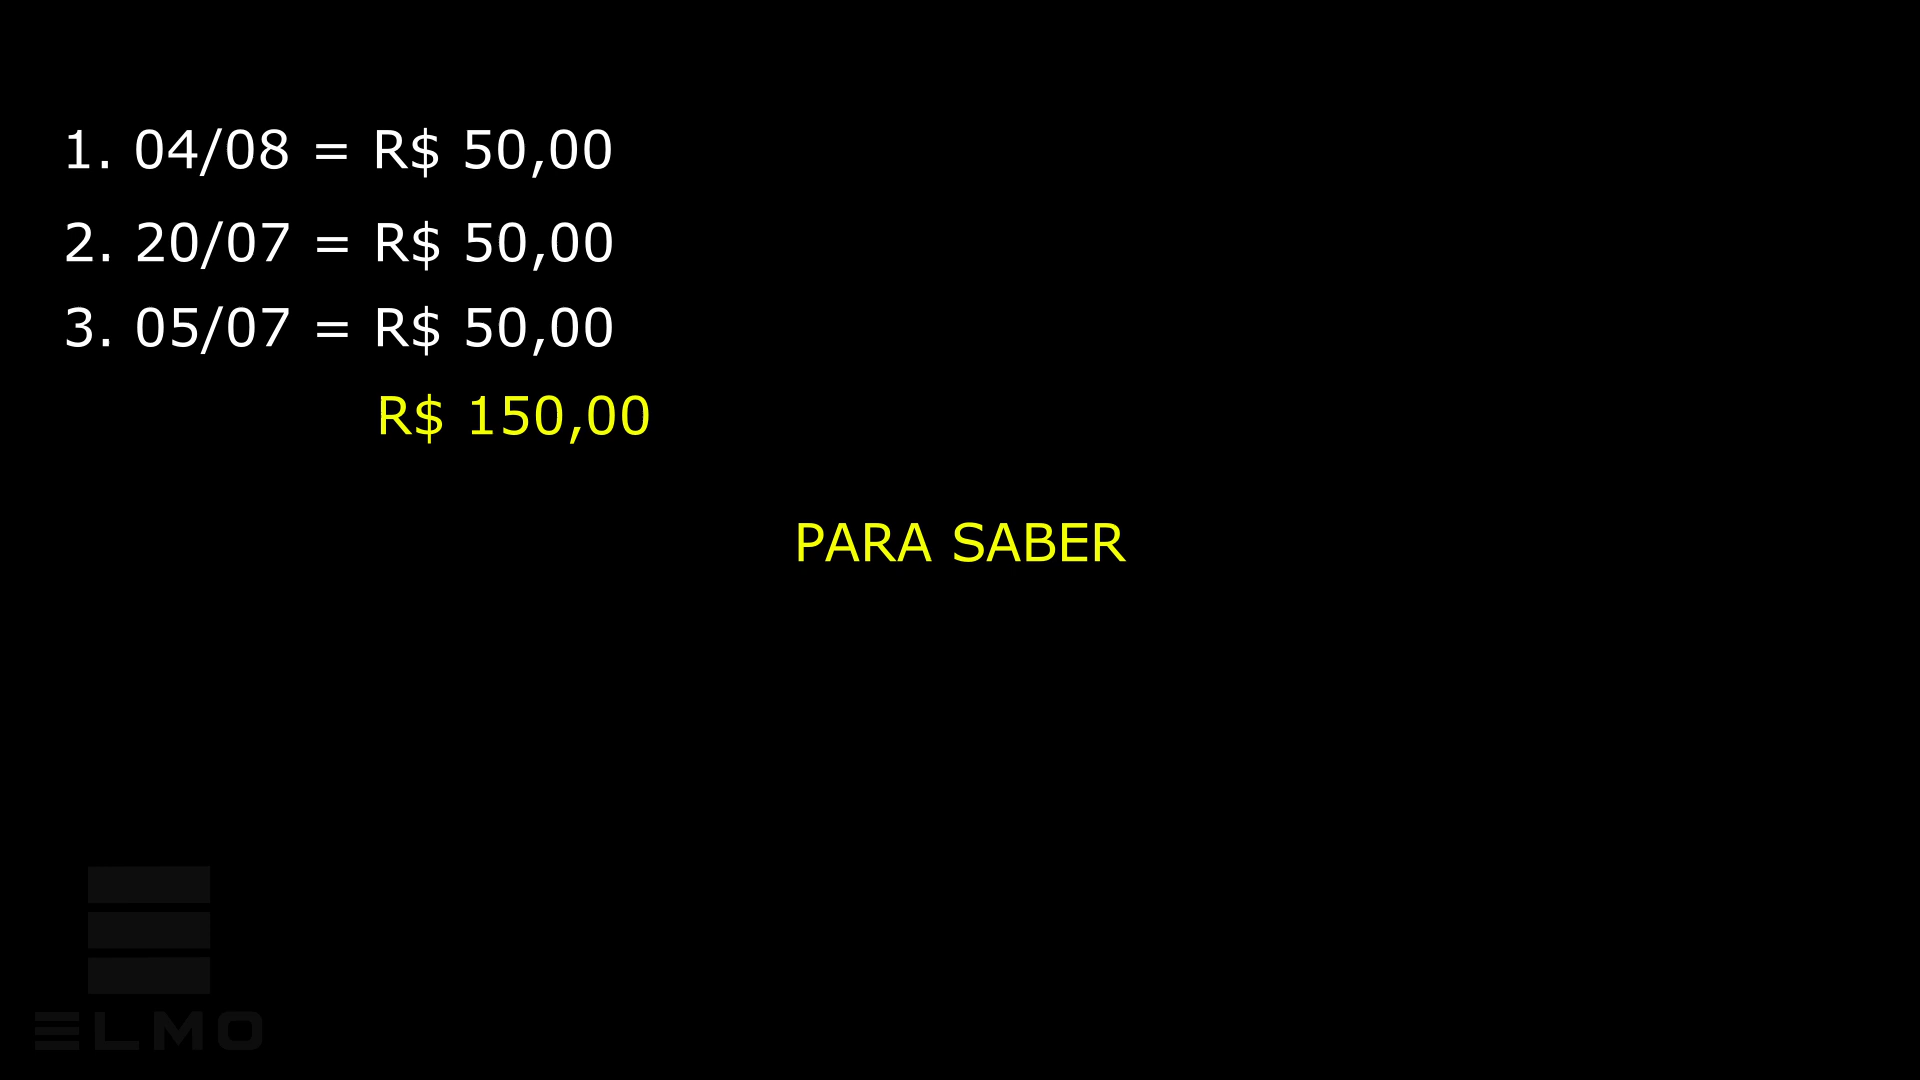 1. 04/08 = R$ 50,00
2. 20/07 = R$ 50,00
3. 05/07 = R$ 50,00
R$ 150,00
PARA SABER
ELMO